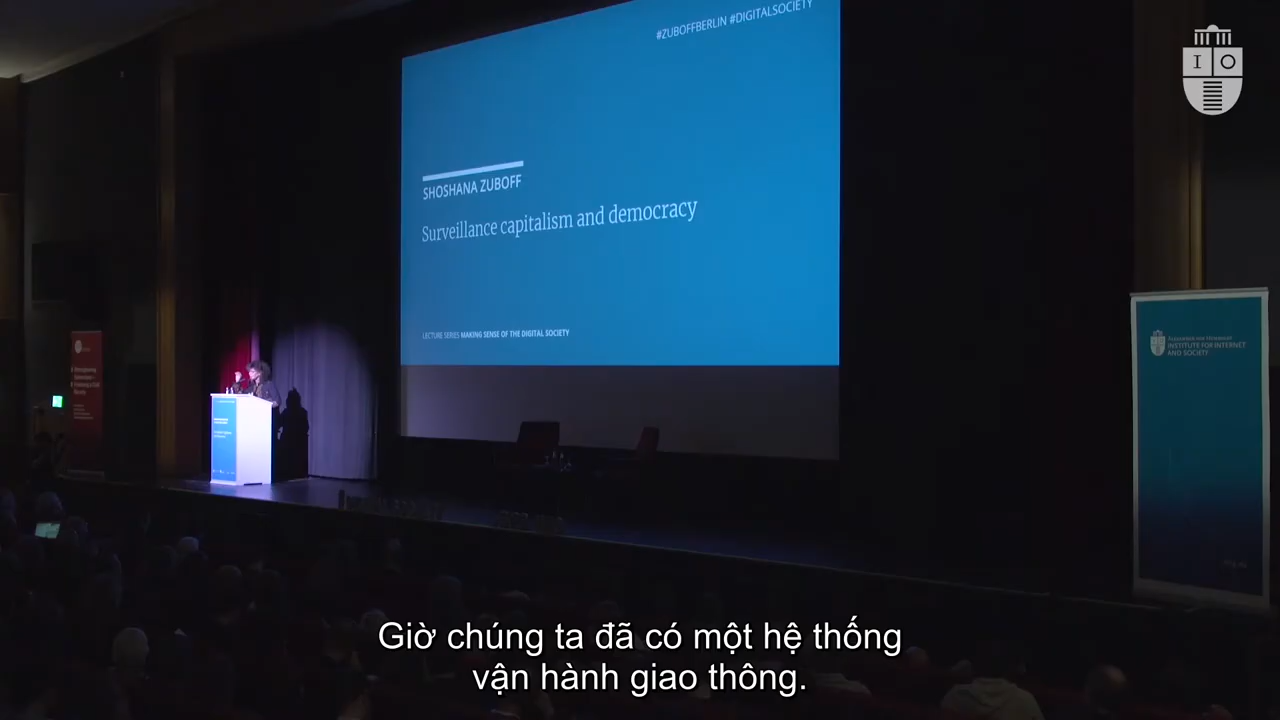 #ZUBOFFBERLIN #DIGITALSOCIETY
I O
SHOSHANA ZUBOFF
Surveillance capitalism and democracy
LECTURE SERIES MAKING SENSE OF THE DIGITAL SOCIETY
INSTITUTE FOR INTERNET
AND SOCIETY
Giờ chúng ta đã có một hệ thống
vận hành giao thông.